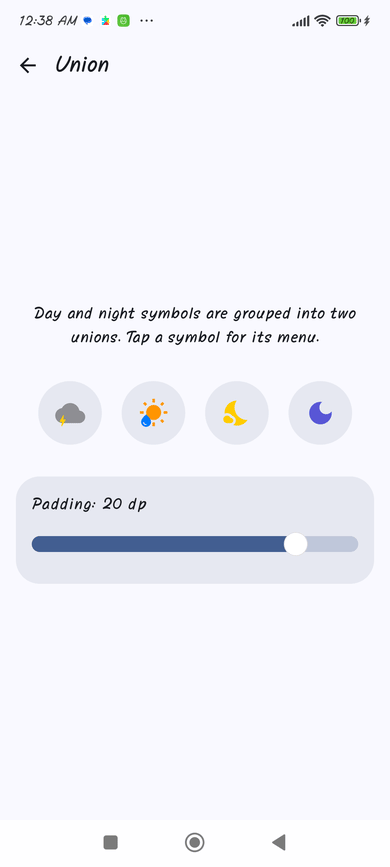 12:38 AM
100
Union
Day and night symbols are grouped into two
unions. Tap a symbol for its menu.
Padding: 20 dp